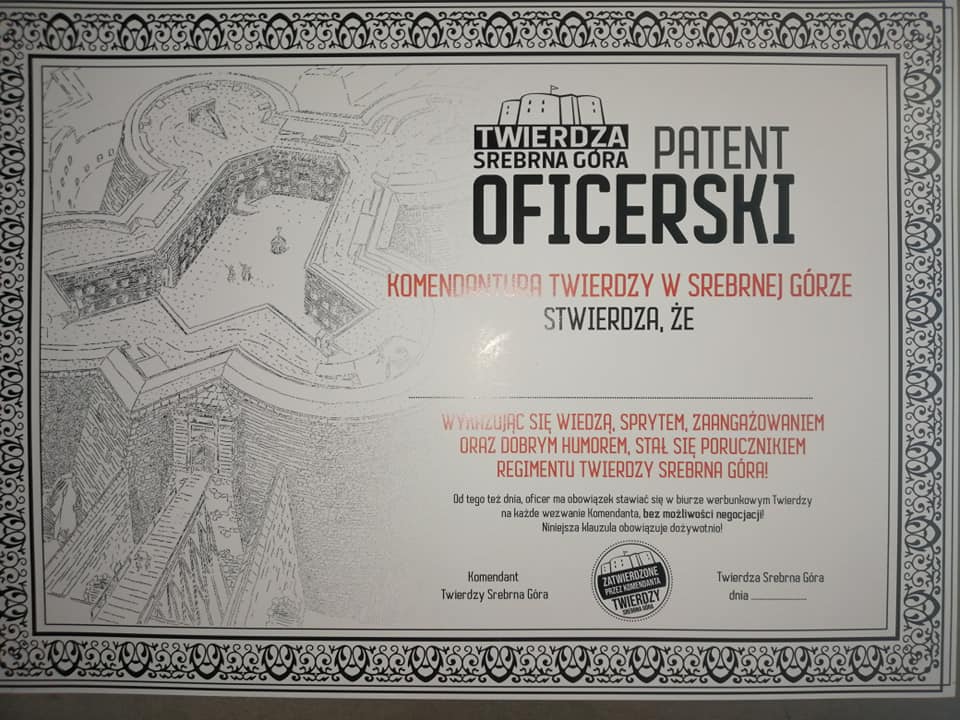 TWIERDZA
SREBRNA GÓRA
PATENT
OFICERSKI
KOMENDANTURA TWIERDZY W SREBRNEJ GÓRZE
STWIERDZA, ŻE
WYKAZUJĄC SIĘ WIEDZĄ, SPRYTEM, ZAANGAŻOWANIEM
ORAZ DOBRYM HUMOREM, STAŁ SIĘ PORUCZNIKIEM
REGIMENTU TWIERDZY SREBRNA GÓRA!
Od tego też dnia, oficer ma obowiązek stawiać się w biurze werbunkowym Twierdzy
na każde wezwanie Komendanta, bez możliwości negocjacji!
Niniejsza klauzula obowiązuje dożywotnio!
Komendant
Twierdzy Srebrna Góra
ZATWIERDZONE
PRZEZ KOMENDANTA
TWIERDZY
SREBRNA GÓRA
Twierdza Srebrna Góra
dnia